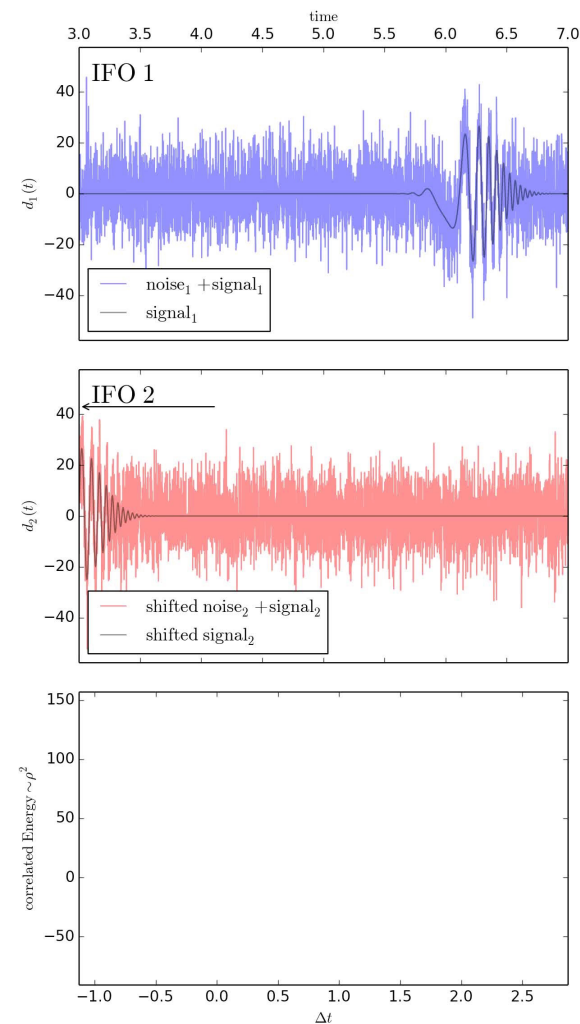 time
3.0 3.5 4.0 4.5 5.0 5.5 6.0 6.5 7.0
IFO 1
40
20
0
−20
−40
d₁(t)
noise₁ +signal₁
signal₁
IFO 2
40
20
0
−20
−40
d₂(t)
shifted noise₂ +signal₂
shifted signal₂
150
100
50
0
−50
correlated Energy ∼ρ²
−1.0 −0.5 0.0 0.5 1.0 1.5 2.0 2.5
Δt